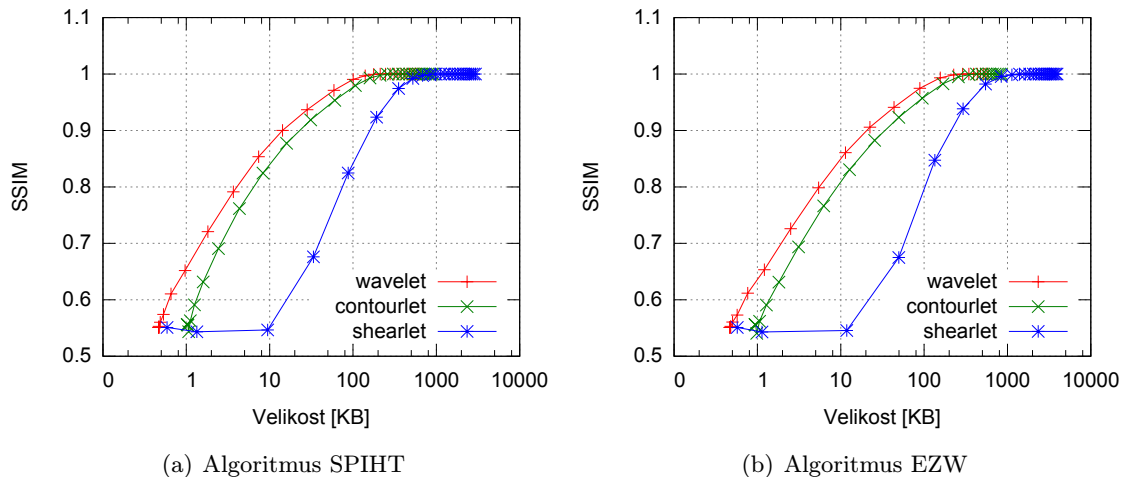 1.1
1
0.9
0.8
0.7
0.6
0.5
SSIM
0 1 10 100 1000 10000
Velikost [KB]
wavelet
contourlet
shearlet
(a) Algoritmus SPIHT
1.1
1
0.9
0.8
0.7
0.6
0.5
SSIM
0 1 10 100 1000 10000
Velikost [KB]
wavelet
contourlet
shearlet
(b) Algoritmus EZW